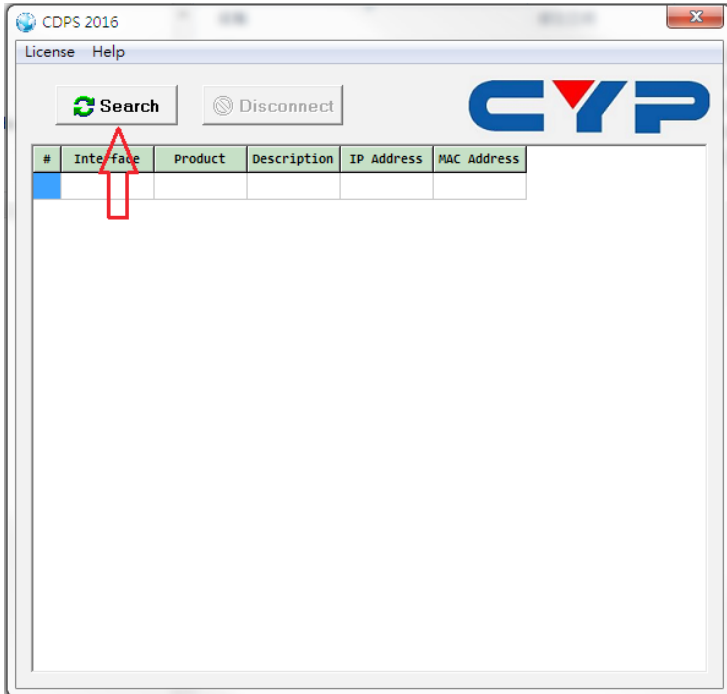 CDPS 2016
License Help
Search Disconnect
CYP
# Interface Product Description IP Address MAC Address